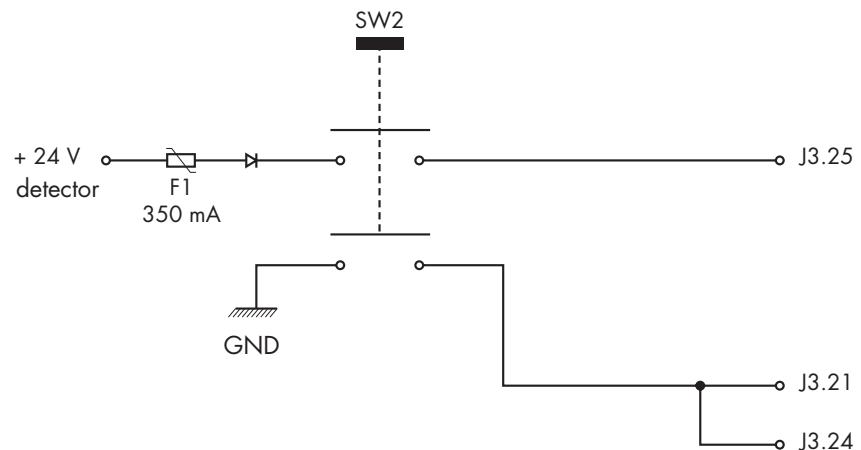 SW2
+ 24 V
detector
F1
350 mA
J3.25
GND
J3.21
J3.24